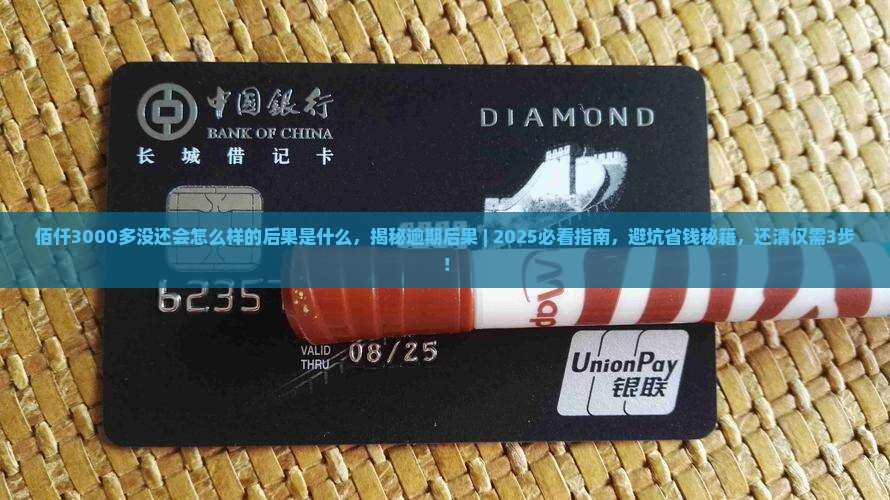 中国银行
BANK OF CHINA
长城借记卡
DIAMOND
佰仟3000多没还会怎么样的后果是什么，揭秘逾期后果 | 2025必看指南，避坑省钱秘籍，还清仅需3步
！
6235
VALID
THRU
08/25
UnionPay
银联